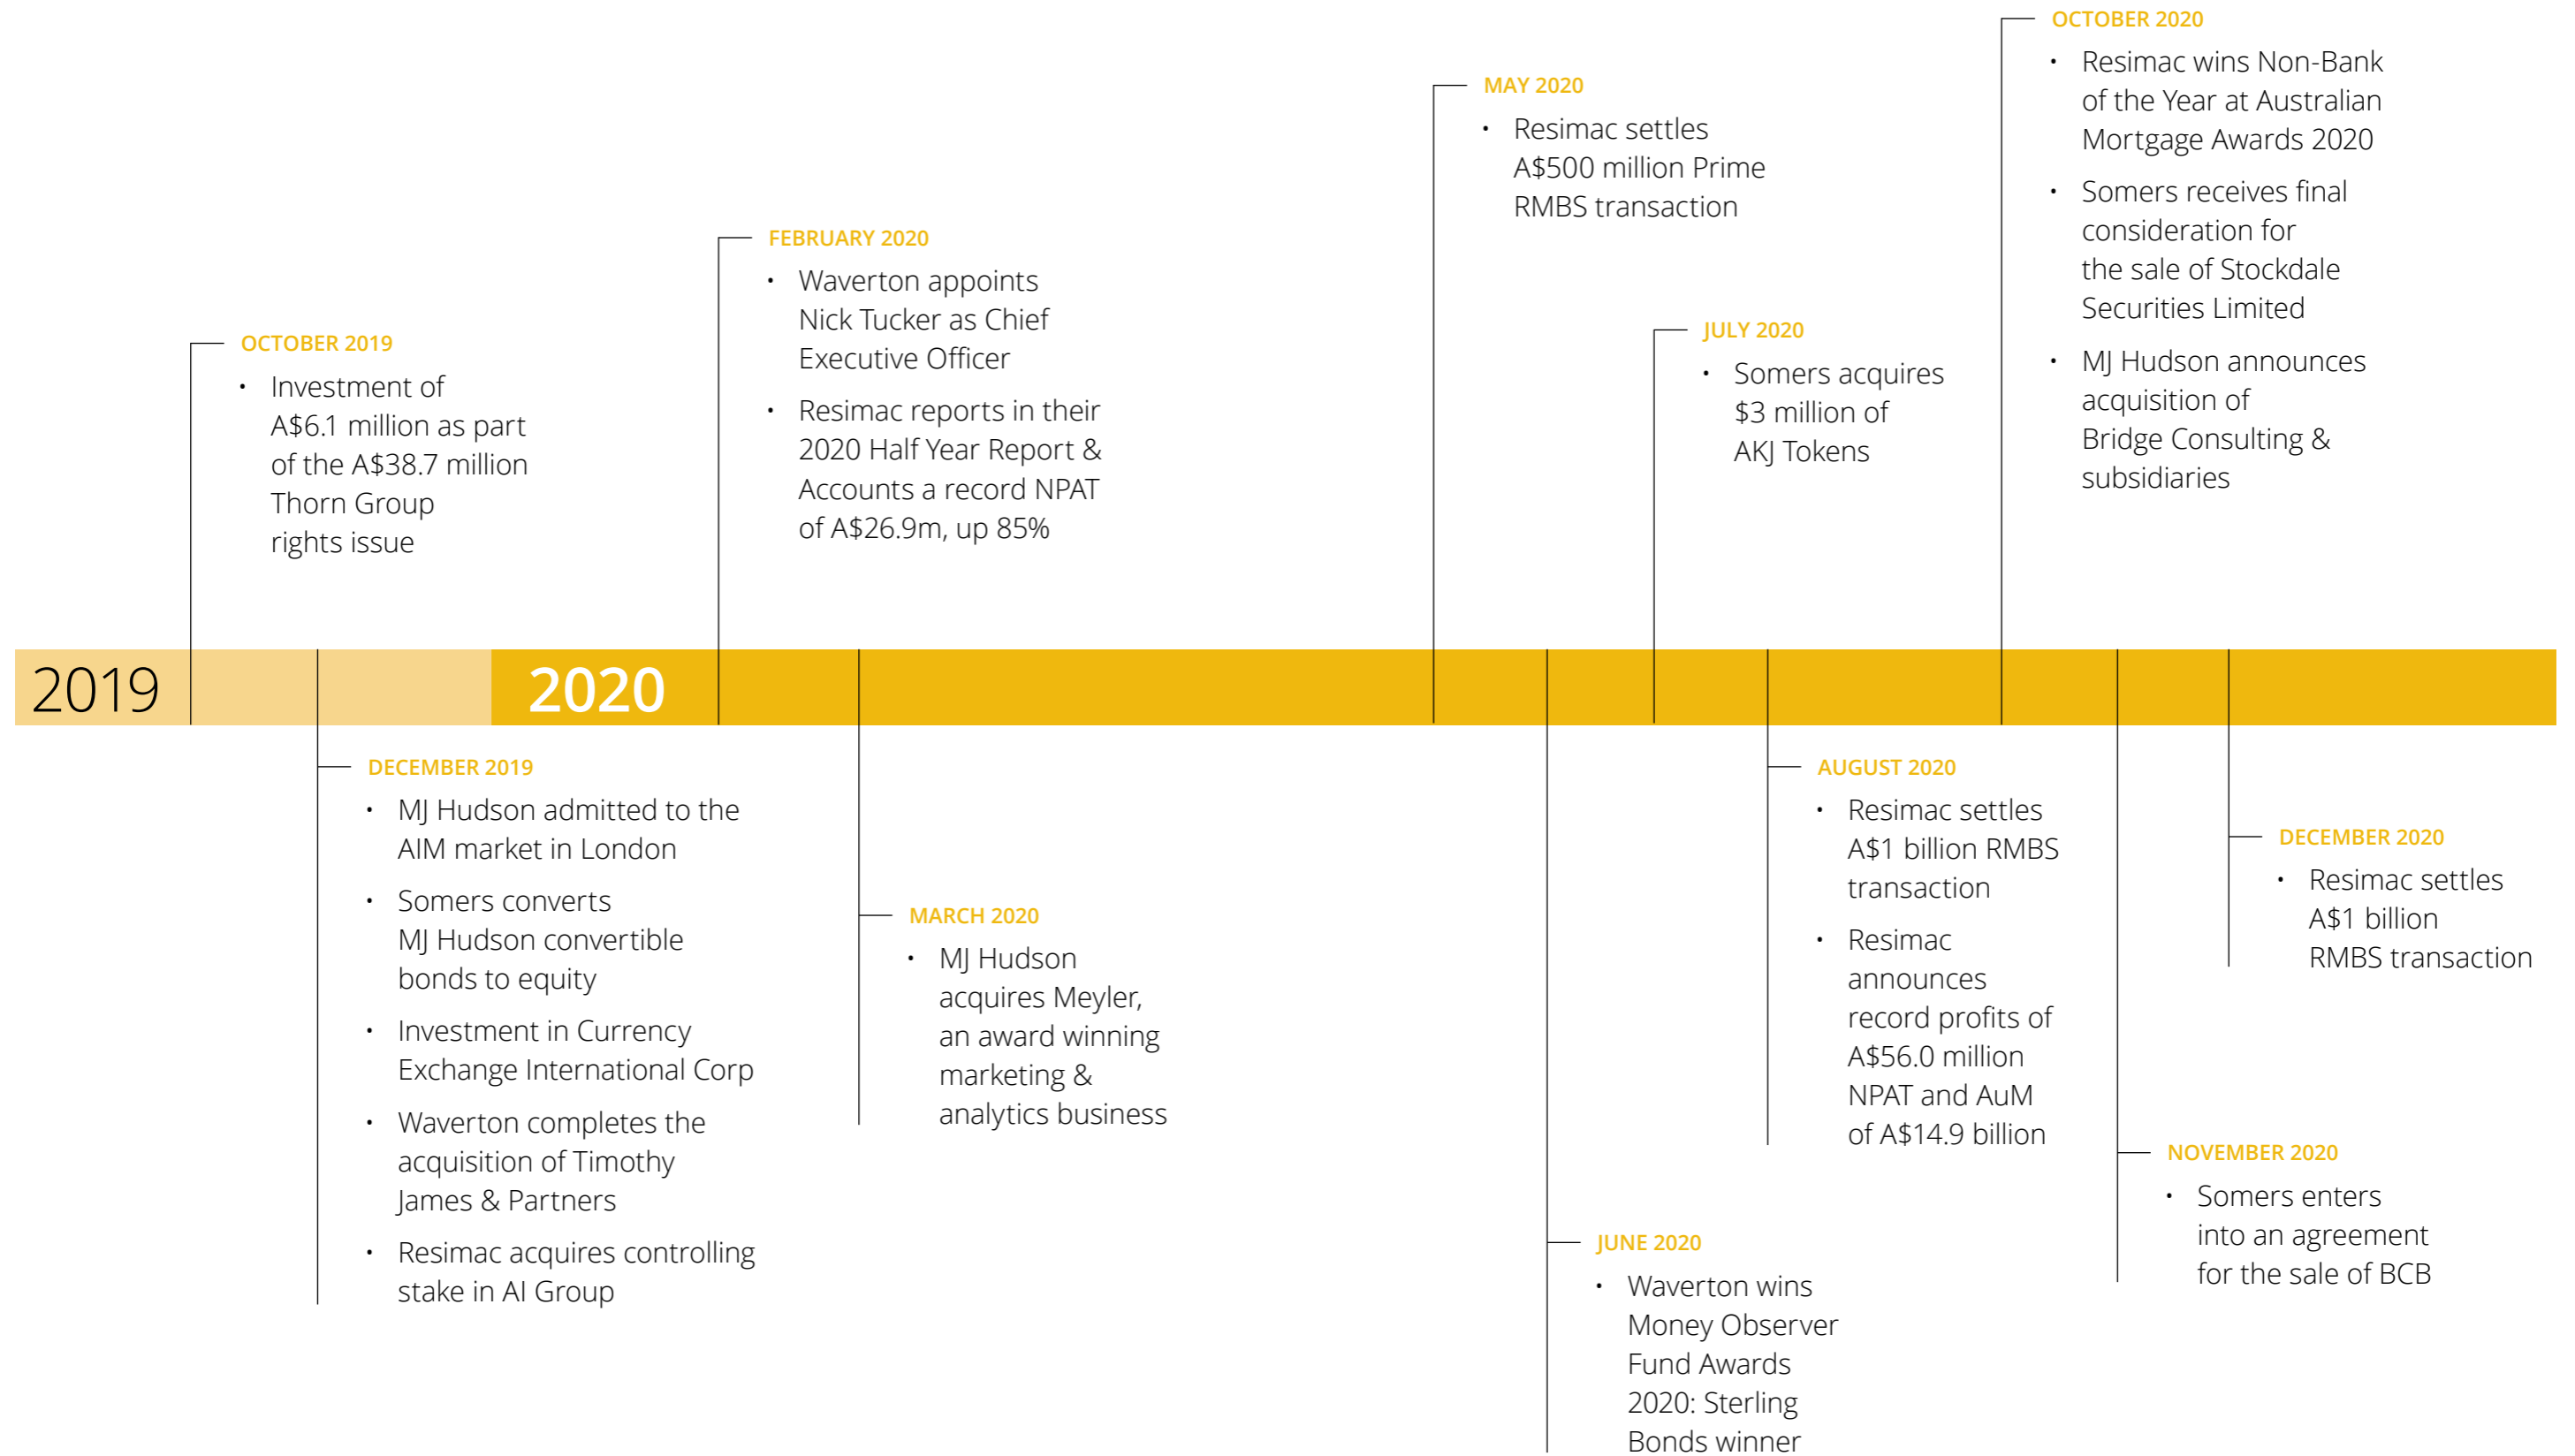 OCTOBER 2019
• Investment of
A$6.1 million as part
of the A$38.7 million
Thorn Group
rights issue
FEBRUARY 2020
• Waverton appoints
Nick Tucker as Chief
Executive Officer
• Resimac reports in their
2020 Half Year Report &
Accounts a record NPAT
of A$26.9m, up 85%
MAY 2020
• Resimac settles
A$500 million Prime
RMBS transaction
JULY 2020
• Somers acquires
$3 million of
AKJ Tokens
OCTOBER 2020
• Resimac wins Non-Bank
of the Year at Australian
Mortgage Awards 2020
• Somers receives final
consideration for
the sale of Stockdale
Securities Limited
• MJ Hudson announces
acquisition of
Bridge Consulting &
subsidiaries
2019
2020
DECEMBER 2019
• MJ Hudson admitted to the
AIM market in London
• Somers converts
MJ Hudson convertible
bonds to equity
• Investment in Currency
Exchange International Corp
• Waverton completes the
acquisition of Timothy
James & Partners
• Resimac acquires controlling
stake in AI Group
MARCH 2020
• MJ Hudson
acquires Meyler,
an award winning
marketing &
analytics business
JUNE 2020
• Waverton wins
Money Observer
Fund Awards
2020: Sterling
Bonds winner
AUGUST 2020
• Resimac settles
A$1 billion RMBS
transaction
• Resimac
announces
record profits of
A$56.0 million
NPAT and AuM
of A$14.9 billion
NOVEMBER 2020
• Somers enters
into an agreement
for the sale of BCB
DECEMBER 2020
• Resimac settles
A$1 billion
RMBS transaction